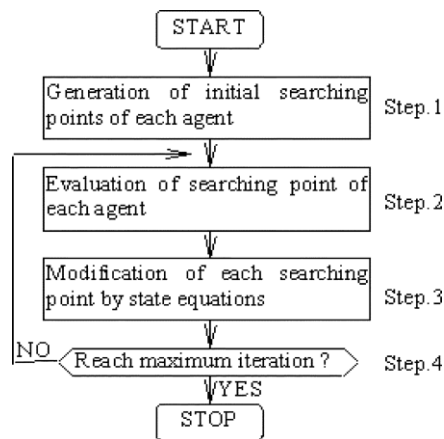 START
Generation of initial searching
points of each agent
Step.1
Evaluation of searching point of
each agent
Step.2
Modification of each searching
point by state equations
Step.3
NO
Reach maximum iteration ?
Step.4
YES
STOP